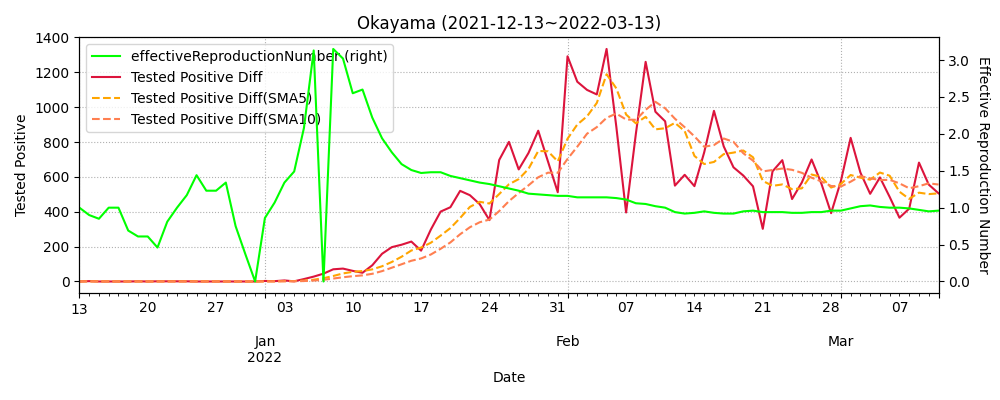 Okayama (2021-12-13~2022-03-13)
effectiveReproductionNumber (right)
Tested Positive Diff
Tested Positive Diff(SMA5)
Tested Positive Diff(SMA10)
Tested Positive
1400
1200
1000
800
600
400
200
0
Effective Reproduction Number
3.0
2.5
2.0
1.5
1.0
0.5
0.0
13 20 27 03 10 17 24 31 07 14 21 28 07
Jan Feb Mar
2022
Date